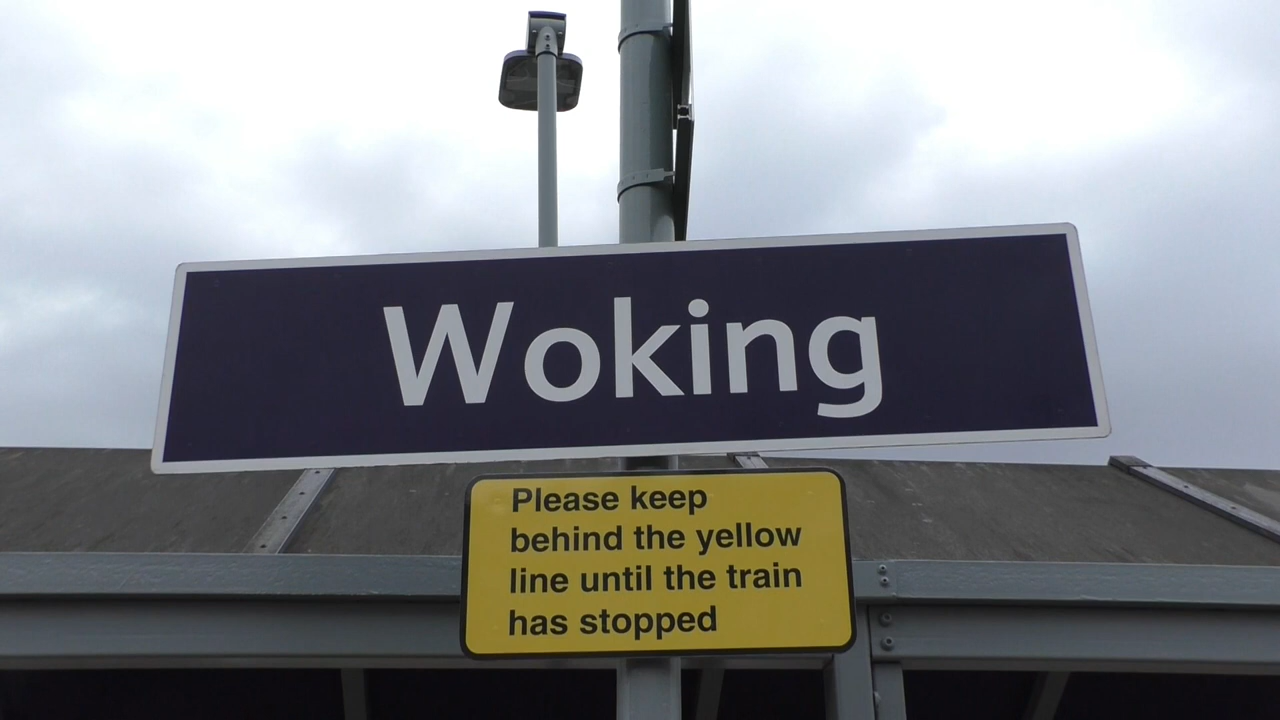 Woking
Please keep
behind the yellow
line until the train
has stopped